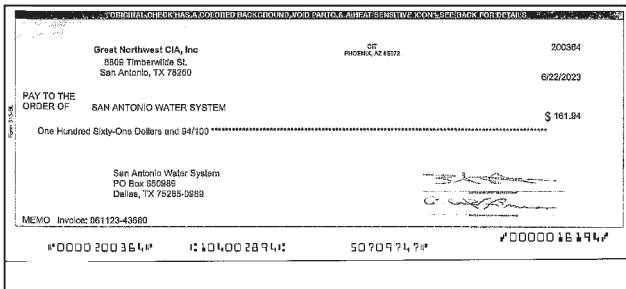 ORIGINAL CHECK HAS A COLORED BACKGROUND, VOID PANTO, & A HEAT SENSITIVE ICON. SEE BACK FOR DETAILS.
Great Northwest CIA, Inc
8809 Timberwilde St.
San Antonio, TX 78250
CIT
PHOENIX, AZ 85072
200364
6/22/2023
PAY TO THE
ORDER OF SAN ANTONIO WATER SYSTEM
$ 161.94
One Hundred Sixty-One Dollars and 94/100 ****************************************************************************
San Antonio Water System
PO Box 650989
Dallas, TX 75265-0989
MEMO Invoice: 061123-43680
⑈0000200364⑈ ⑆104002894⑆ 50709747⑈ ⑇0000016194⑇